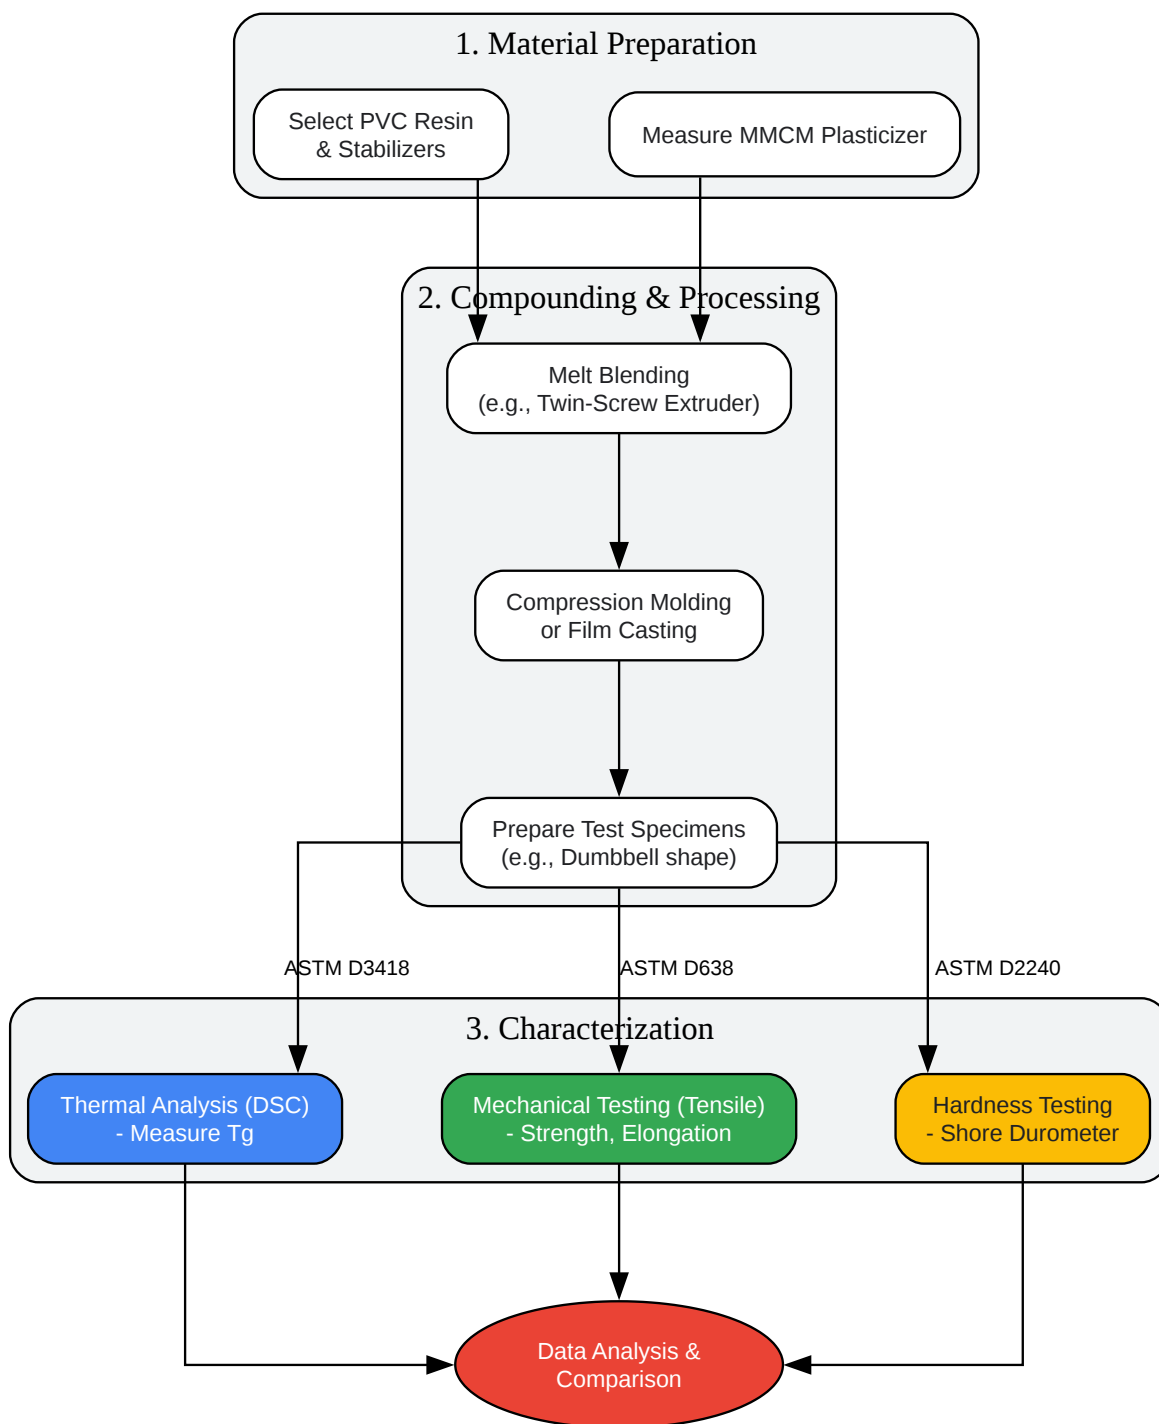 1. Material Preparation
Select PVC Resin
& Stabilizers
Measure MMCM Plasticizer
2. Compounding & Processing
Melt Blending
(e.g., Twin-Screw Extruder)
Compression Molding
or Film Casting
Prepare Test Specimens
(e.g., Dumbbell shape)
ASTM D3418
ASTM D638
ASTM D2240
3. Characterization
Thermal Analysis (DSC)
- Measure Tg
Mechanical Testing (Tensile)
- Strength, Elongation
Hardness Testing
- Shore Durometer
Data Analysis &
Comparison